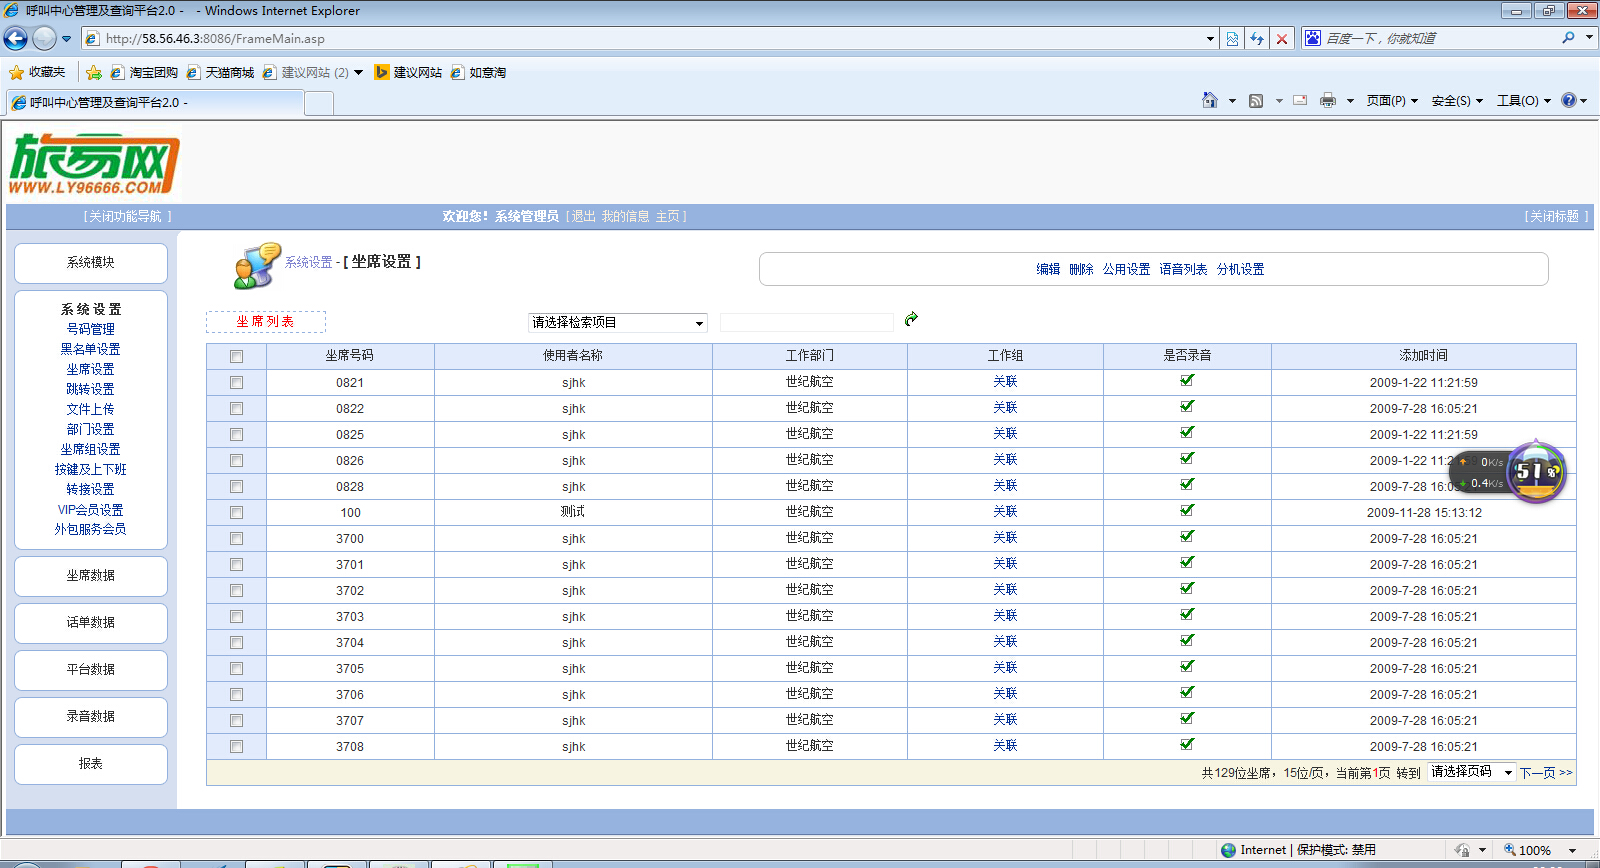 呼叫中心管理及查询平台2.0 -    - Windows Internet Explorer
http://58.56.46.3:8086/FrameMain.asp
百度一下，你就知道
收藏夹 淘宝团购 天猫商城 建议网站 (2) 建议网站 如意淘
呼叫中心管理及查询平台2.0 -
页面(P) 安全(S) 工具(O)
旅易网
WWW.LY96666.COM
[关闭功能导航 ] 欢迎您！系统管理员 [退出 我的信息 主页] [关闭标题 ]
系统模块
系统设置
号码管理
黑名单设置
坐席设置
跳转设置
文件上传
部门设置
坐席组设置
按键及上下班
转接设置
VIP会员设置
外包服务会员
坐席数据
话单数据
平台数据
录音数据
报表
系统设置 - [ 坐席设置 ]
编辑 删除 公用设置 语音列表 分机设置
坐席列表 请选择检索项目
坐席号码 使用者名称 工作部门 工作组 是否录音 添加时间
0821 sjhk 世纪航空 关联 2009-1-22 11:21:59
0822 sjhk 世纪航空 关联 2009-7-28 16:05:21
0825 sjhk 世纪航空 关联 2009-1-22 11:21:59
0826 sjhk 世纪航空 关联 2009-1-22 11:2
0828 sjhk 世纪航空 关联 2009-7-28 16:0
100 测试 世纪航空 关联 2009-11-28 15:13:12
3700 sjhk 世纪航空 关联 2009-7-28 16:05:21
3701 sjhk 世纪航空 关联 2009-7-28 16:05:21
3702 sjhk 世纪航空 关联 2009-7-28 16:05:21
3703 sjhk 世纪航空 关联 2009-7-28 16:05:21
3704 sjhk 世纪航空 关联 2009-7-28 16:05:21
3705 sjhk 世纪航空 关联 2009-7-28 16:05:21
3706 sjhk 世纪航空 关联 2009-7-28 16:05:21
3707 sjhk 世纪航空 关联 2009-7-28 16:05:21
3708 sjhk 世纪航空 关联 2009-7-28 16:05:21
共129位坐席，15位/页，当前第1页 转到 请选择页码 下一页 >>
0K/s
0.4K/s
51%
Internet | 保护模式: 禁用
100%